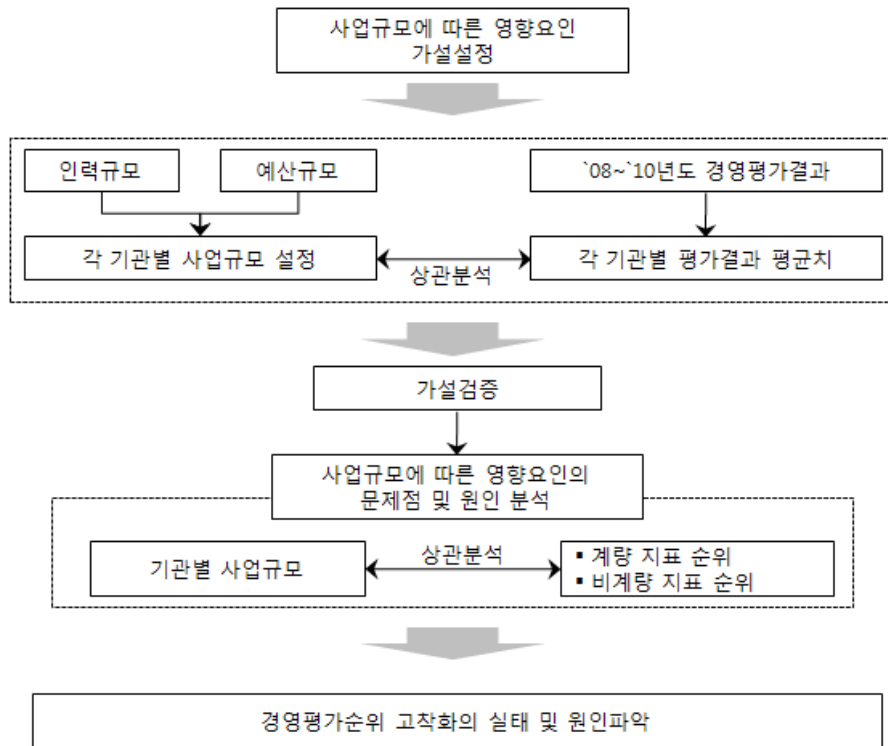 사업규모에 따른 영향요인
가설설정
인력규모
예산규모
`08~`10년도 경영평가결과
각 기관별 사업규모 설정
상관분석
각 기관별 평가결과 평균치
가설검증
사업규모에 따른 영향요인의
문제점 및 원인 분석
기관별 사업규모
상관분석
▪ 계량 지표 순위
▪ 비계량 지표 순위
경영평가순위 고착화의 실태 및 원인파악